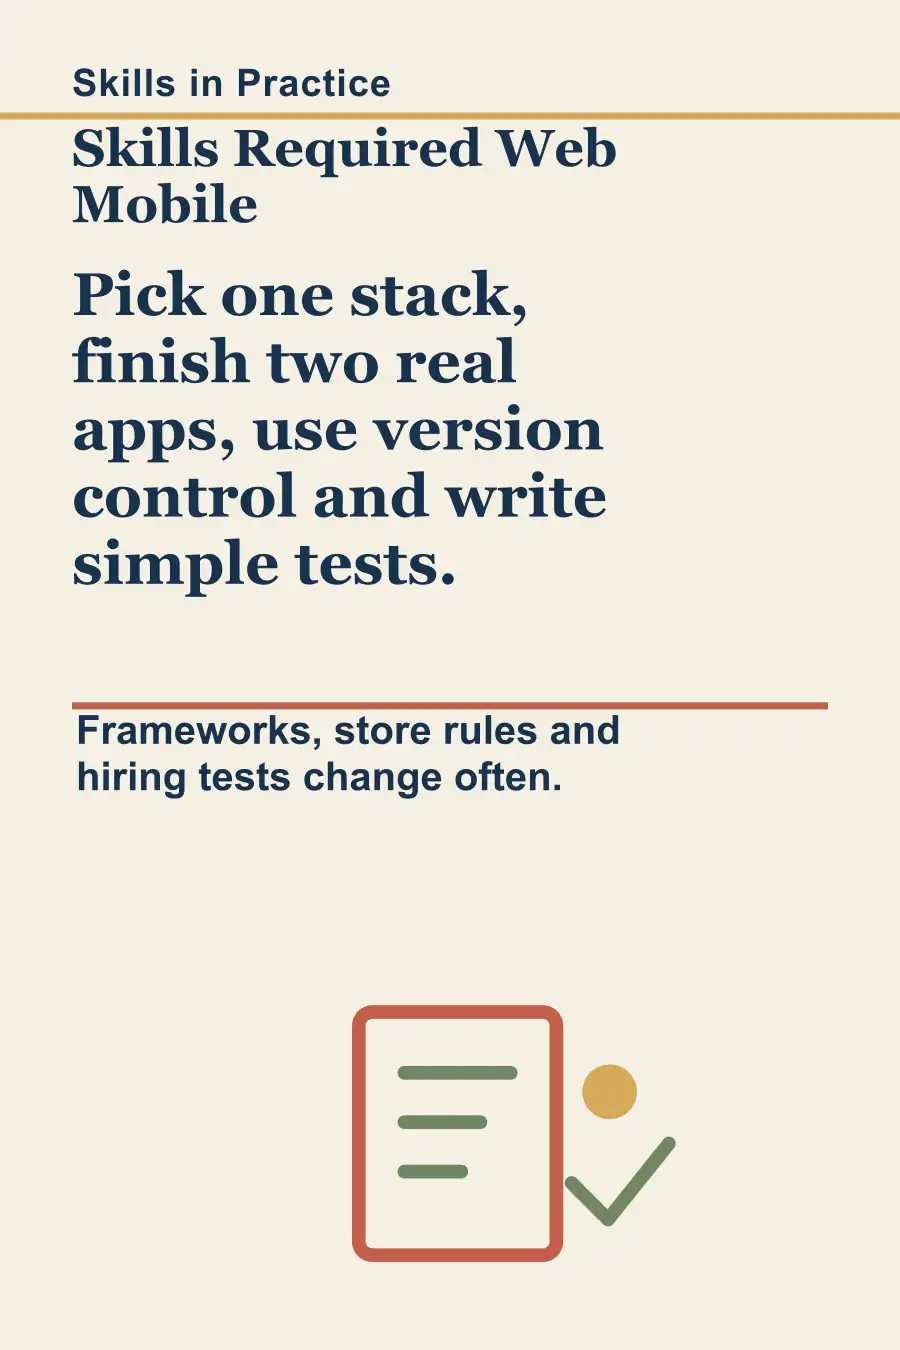 Skills in Practice
Skills Required Web
Mobile
Pick one stack,
finish two real
apps, use version
control and write
simple tests.
Frameworks, store rules and
hiring tests change often.